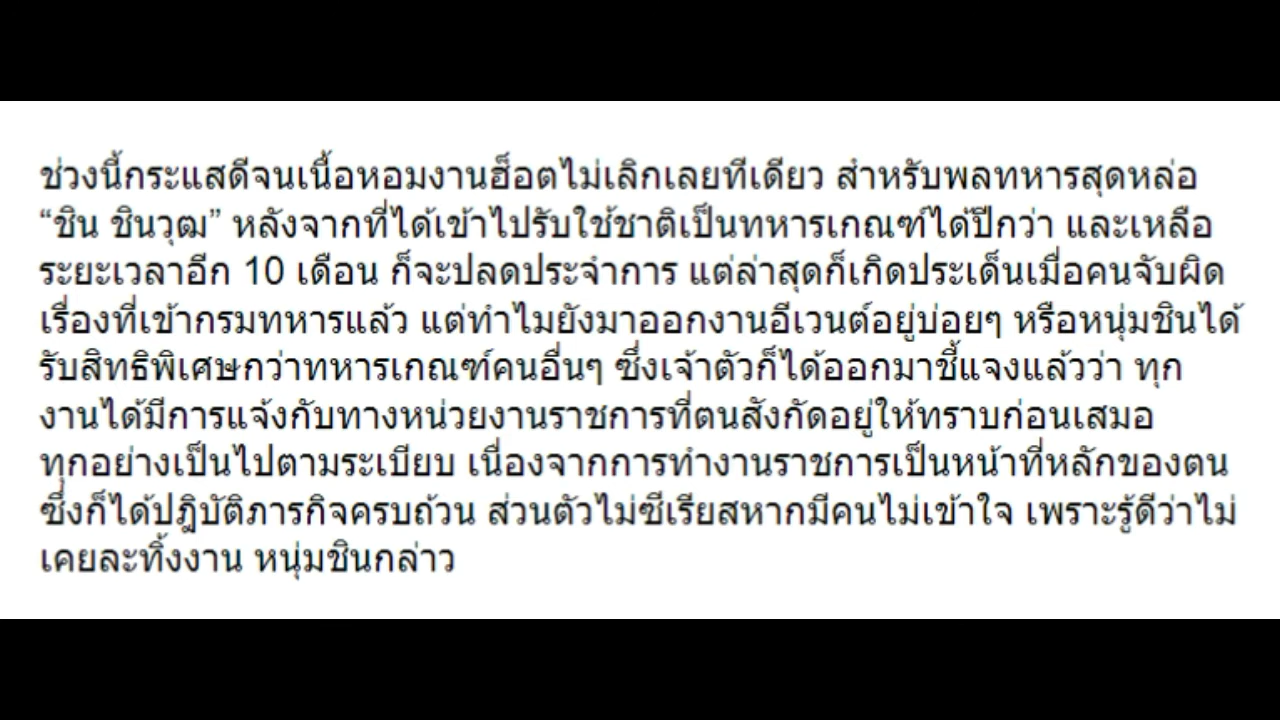 ช่วงนี้กระแสดีจนเนื้อหอมงานฮ็อตไม่เลิกเลยทีเดียว สำหรับพลทหารสุดหล่อ
“ชิน ชินวุฒ” หลังจากที่ได้เข้าไปรับใช้ชาติเป็นทหารเกณฑ์ได้ปีกว่า และเหลือ
ระยะเวลาอีก 10 เดือน ก็จะปลดประจำการ แต่ล่าสุดก็เกิดประเด็นเมื่อคนจับผิด
เรื่องที่เข้ากรมทหารแล้ว แต่ทำไมยังมาออกงานอีเวนต์อยู่บ่อยๆ หรือหนุ่มชินได้
รับสิทธิพิเศษกว่าทหารเกณฑ์คนอื่นๆ ซึ่งเจ้าตัวก็ได้ออกมาชี้แจงแล้วว่า ทุก
งานได้มีการแจ้งกับทางหน่วยงานราชการที่ตนสังกัดอยู่ให้ทราบก่อนเสมอ
ทุกอย่างเป็นไปตามระเบียบ เนื่องจากการทำงานราชการเป็นหน้าที่หลักของตน
ซึ่งก็ได้ปฏิบัติภารกิจครบถ้วน ส่วนตัวไม่ซีเรียสหากมีคนไม่เข้าใจ เพราะรู้ดีว่าไม่
เคยละทิ้งงาน หนุ่มชินกล่าว